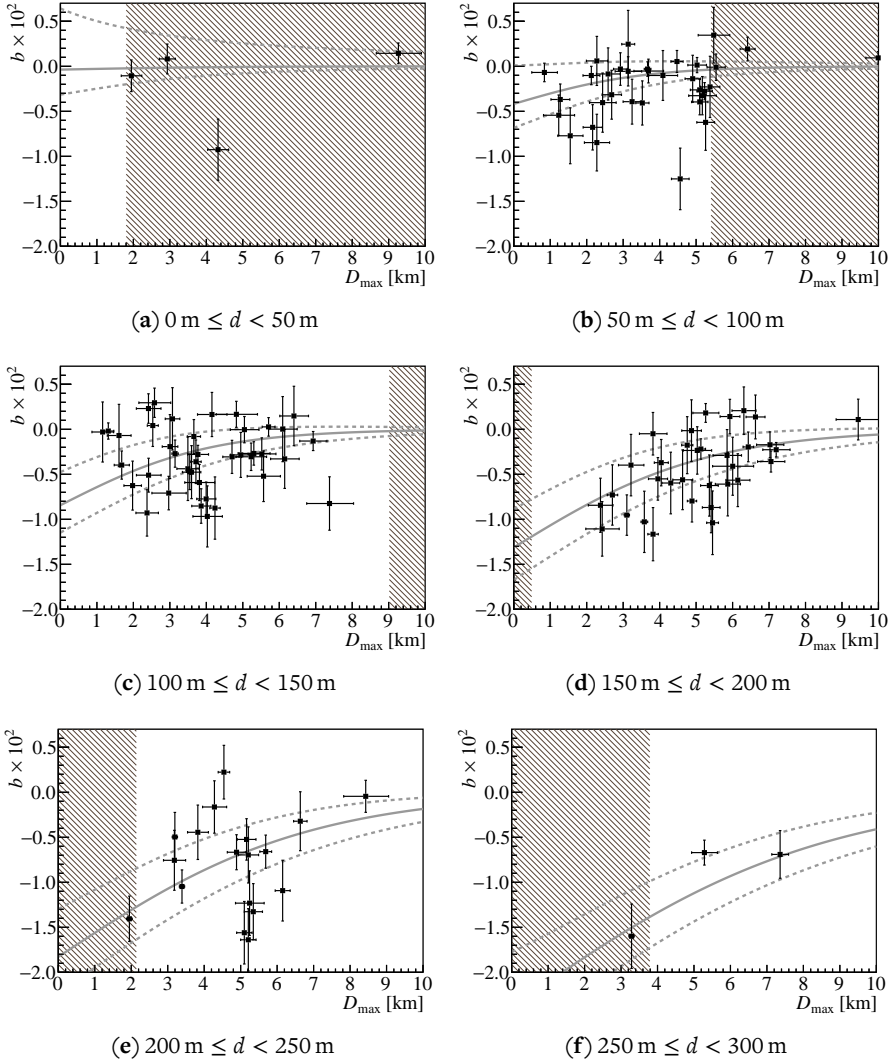 b × 10²
0.5
0.0
−0.5
−1.0
−1.5
−2.0
0 1 2 3 4 5 6 7 8 9 10
D_max [km]
(a) 0 m ≤ d < 50 m
b × 10²
0.5
0.0
−0.5
−1.0
−1.5
−2.0
0 1 2 3 4 5 6 7 8 9 10
D_max [km]
(b) 50 m ≤ d < 100 m
b × 10²
0.5
0.0
−0.5
−1.0
−1.5
−2.0
0 1 2 3 4 5 6 7 8 9 10
D_max [km]
(c) 100 m ≤ d < 150 m
b × 10²
0.5
0.0
−0.5
−1.0
−1.5
−2.0
0 1 2 3 4 5 6 7 8 9 10
D_max [km]
(d) 150 m ≤ d < 200 m
b × 10²
0.5
0.0
−0.5
−1.0
−1.5
−2.0
0 1 2 3 4 5 6 7 8 9 10
D_max [km]
(e) 200 m ≤ d < 250 m
b × 10²
0.5
0.0
−0.5
−1.0
−1.5
−2.0
0 1 2 3 4 5 6 7 8 9 10
D_max [km]
(f) 250 m ≤ d < 300 m